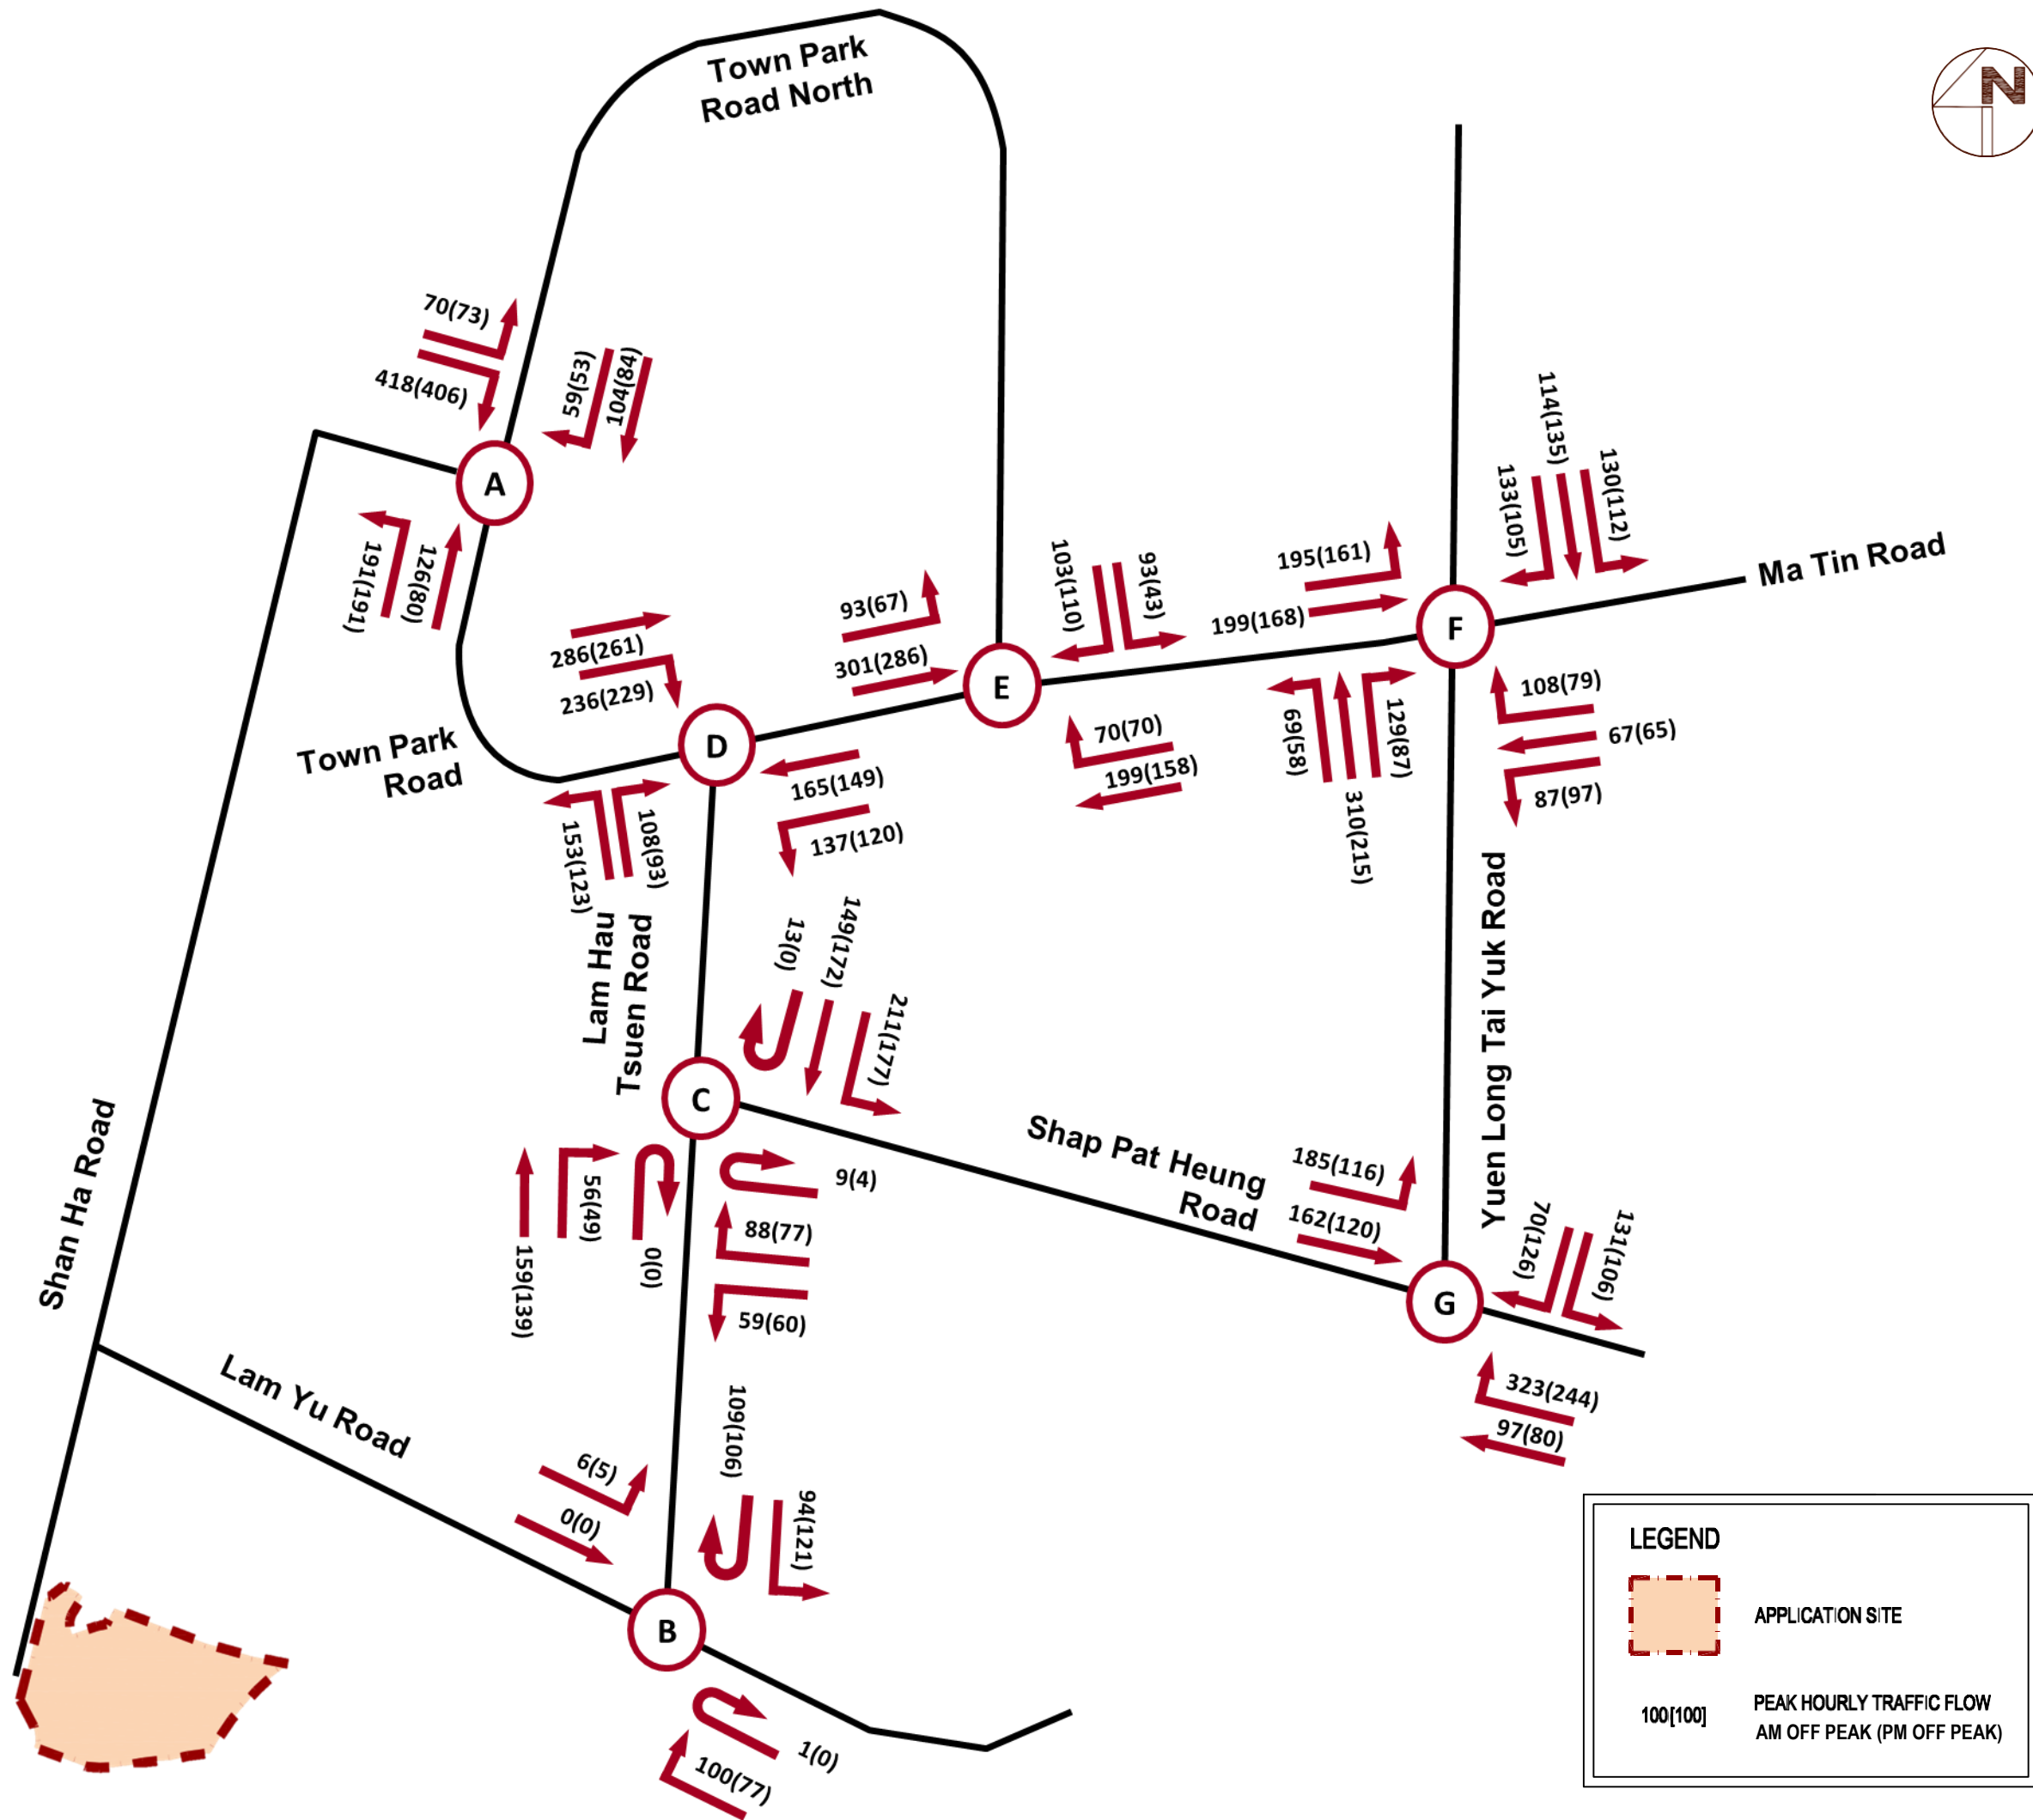 Town Park
Road North
N
70(73)
418(406)
59(53)
104(84)
A
191(191)
126(80)
114(135)
133(105)
130(112)
Ma Tin Road
195(161)
199(168)
F
103(110)
93(43)
93(67)
301(286)
E
286(261)
236(229)
D
Town Park
Road
70(70)
199(158)
69(58)
310(215)
129(87)
108(79)
67(65)
87(97)
165(149)
137(120)
153(123)
108(93)
Lam Hau
Tsuen Road
13(0)
149(172)
211(177)
C
Yuen Long Tai Yuk Road
Shap Pat Heung
Road
185(116)
162(120)
G
70(126)
131(106)
323(244)
97(80)
159(139)
56(49)
0(0)
9(4)
88(77)
59(60)
Shan Ha Road
Lam Yu Road
109(106)
94(121)
6(5)
0(0)
B
1(0)
100(77)
LEGEND
APPLICATION SITE
100[100]
PEAK HOURLY TRAFFIC FLOW
AM OFF PEAK (PM OFF PEAK)